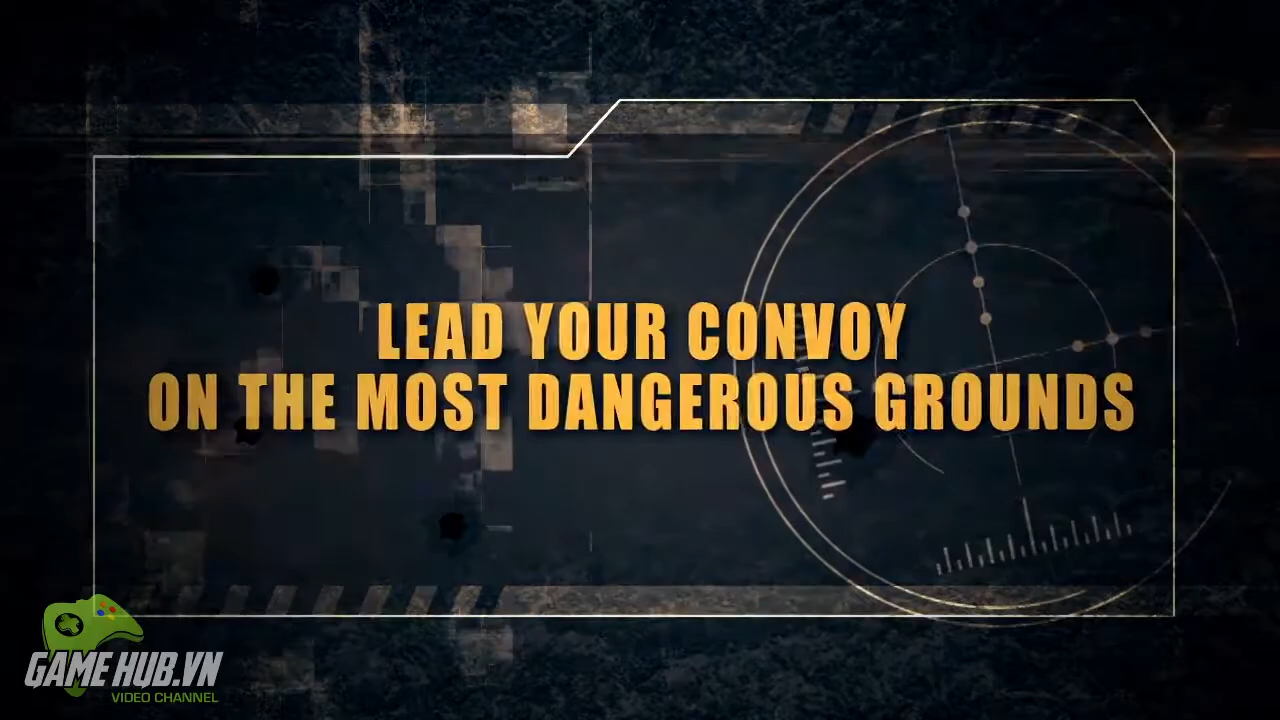 LEAD YOUR CONVOY
ON THE MOST DANGEROUS GROUNDS
GAME HUB.VN
VIDEO CHANNEL